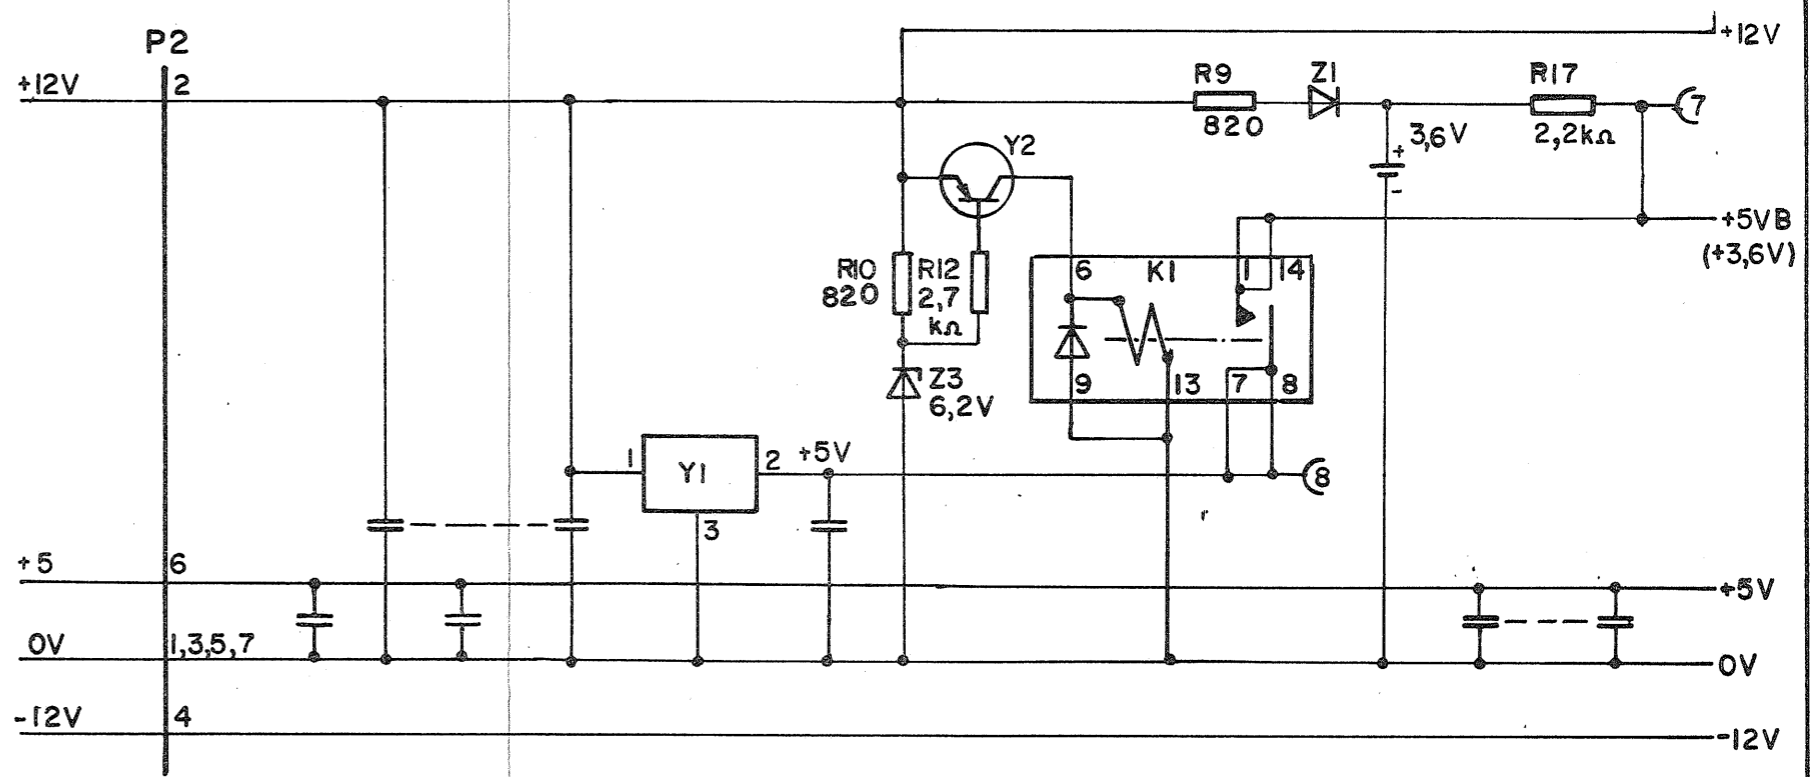 +12V
P2
+12V
2
R9
Z1
R17
7
820
3,6V
2,2kΩ
+
-
Y2
+5VB
(+3,6V)
R10
820
R12
2,7
kΩ
6
K1
1
14
Z3
6,2V
9
13
7
8
1
Y1
2
+5V
8
3
+5
6
+5V
0V
1,3,5,7
0V
-12V
4
-12V